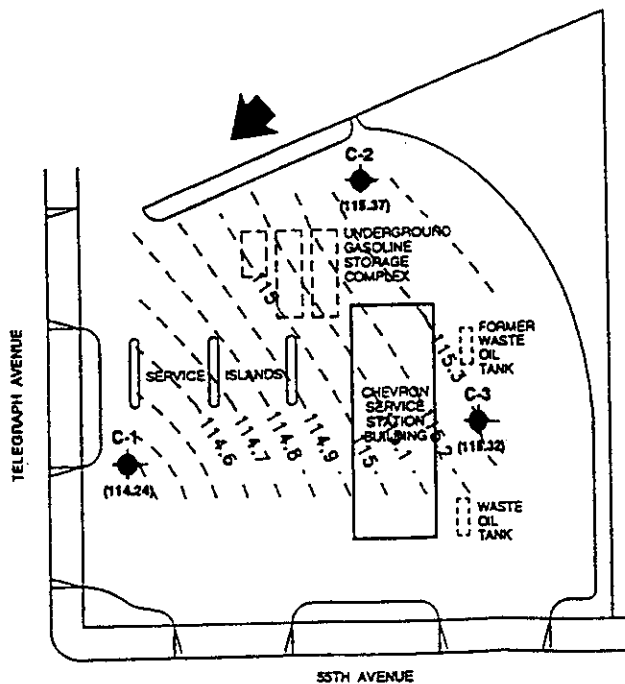 C-2
(115.37)
UNDERGROUND
GASOLINE
STORAGE
COMPLEX
115
FORMER
WASTE
OIL
TANK
115.3
SERVICE ISLANDS
CHEVRON
SERVICE
STATION
BUILDING
C-3
(115.32)
C-1
(114.24)
114.6
114.7
114.8
114.9
115
115.2
WASTE
OIL
TANK
TELEGRAPH AVENUE
55TH AVENUE